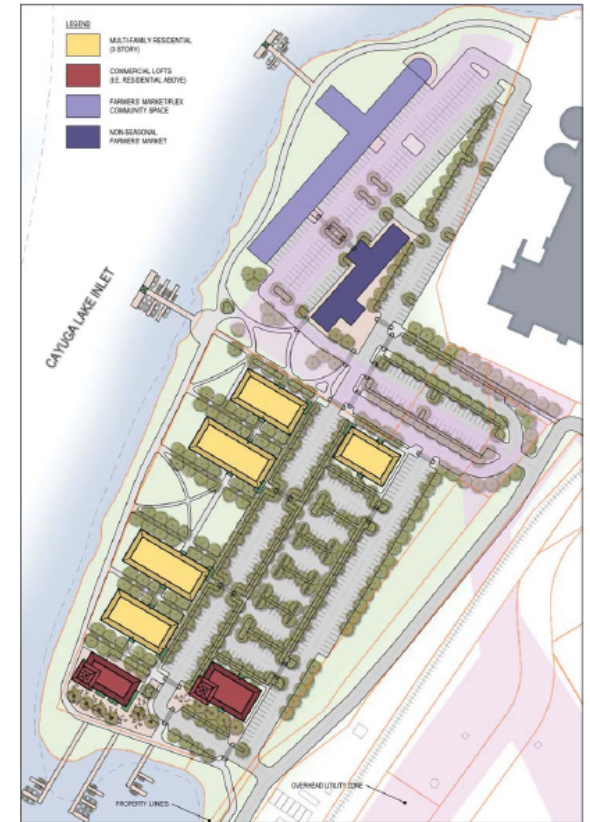 LEGEND
MULTI-FAMILY RESIDENTIAL
(3-STORY)
COMMERCIAL LOFTS
(I.E. RESIDENTIAL ABOVE)
FARMERS' MARKET/FLEX
COMMUNITY SPACE
NON-SEASONAL
FARMERS' MARKET
CAYUGA LAKE INLET
OVERHEAD UTILITY ZONE
PROPERTY LINES